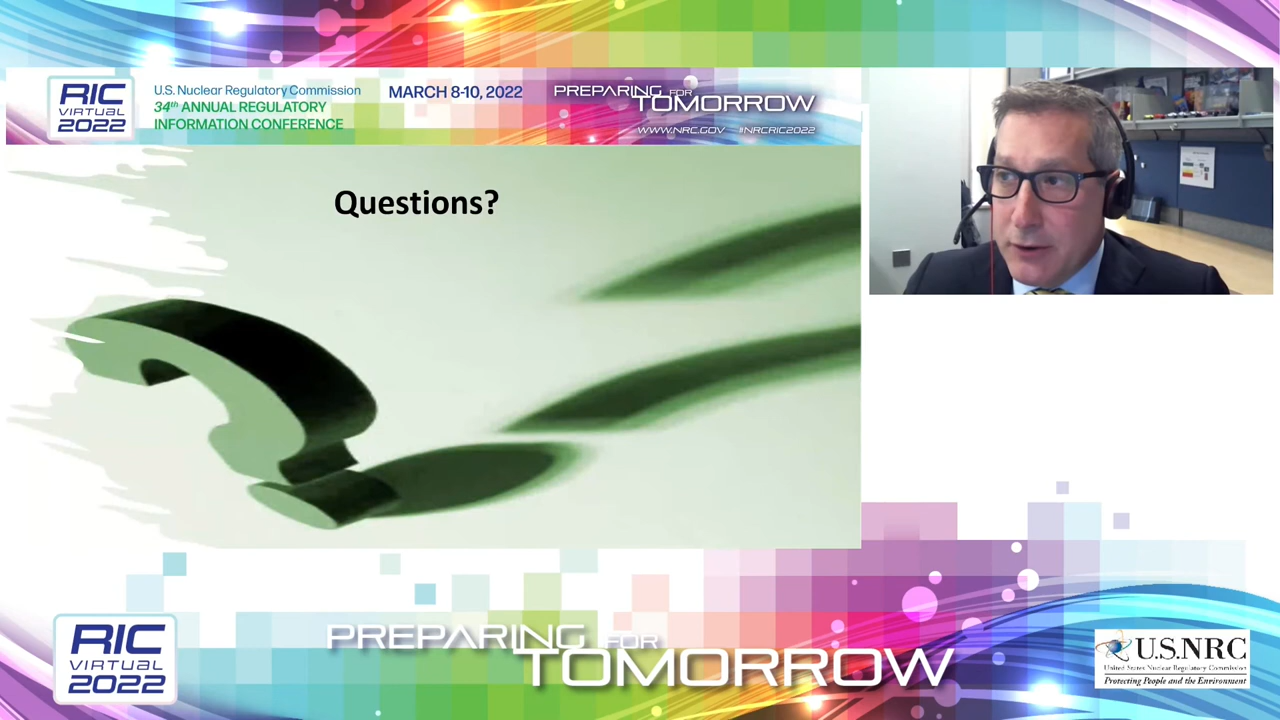 RIC
VIRTUAL
2022
U.S. Nuclear Regulatory Commission
34th ANNUAL REGULATORY
INFORMATION CONFERENCE
MARCH 8-10, 2022
PREPARING FOR
TOMORROW
WWW.NRC.GOV #NRCRIC2022
Questions?
RIC
VIRTUAL
2022
PREPARING FOR
TOMORROW
U.S.NRC
United States Nuclear Regulatory Commission
Protecting People and the Environment